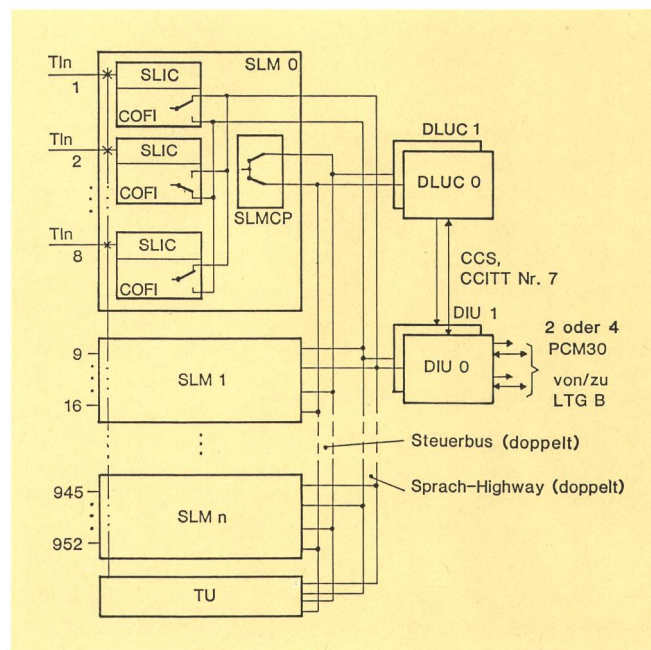 Tln
1
SLIC
COFI
SLM 0
Tln
2
SLIC
COFI
SLMCP
Tln
8
SLIC
COFI
DLUC 1
DLUC 0
CCS,
CCITT Nr. 7
DIU 1
DIU 0
2 oder 4
PCM30
von/zu
LTG B
9
16
SLM 1
Steuerbus (doppelt)
Sprach-Highway (doppelt)
945
952
SLM n
TU